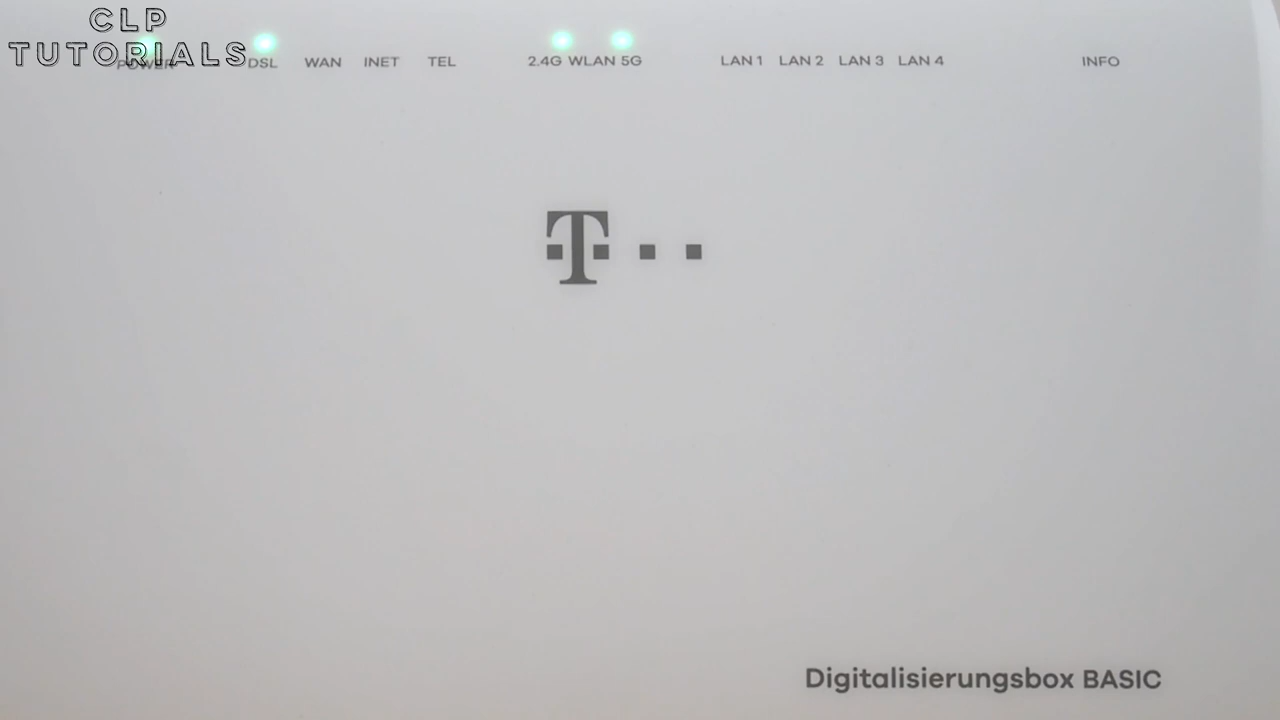 CLP
TUTORIALS
POWER DSL WAN INET TEL 2.4G WLAN 5G LAN 1 LAN 2 LAN 3 LAN 4 INFO
T
Digitalisierungsbox BASIC